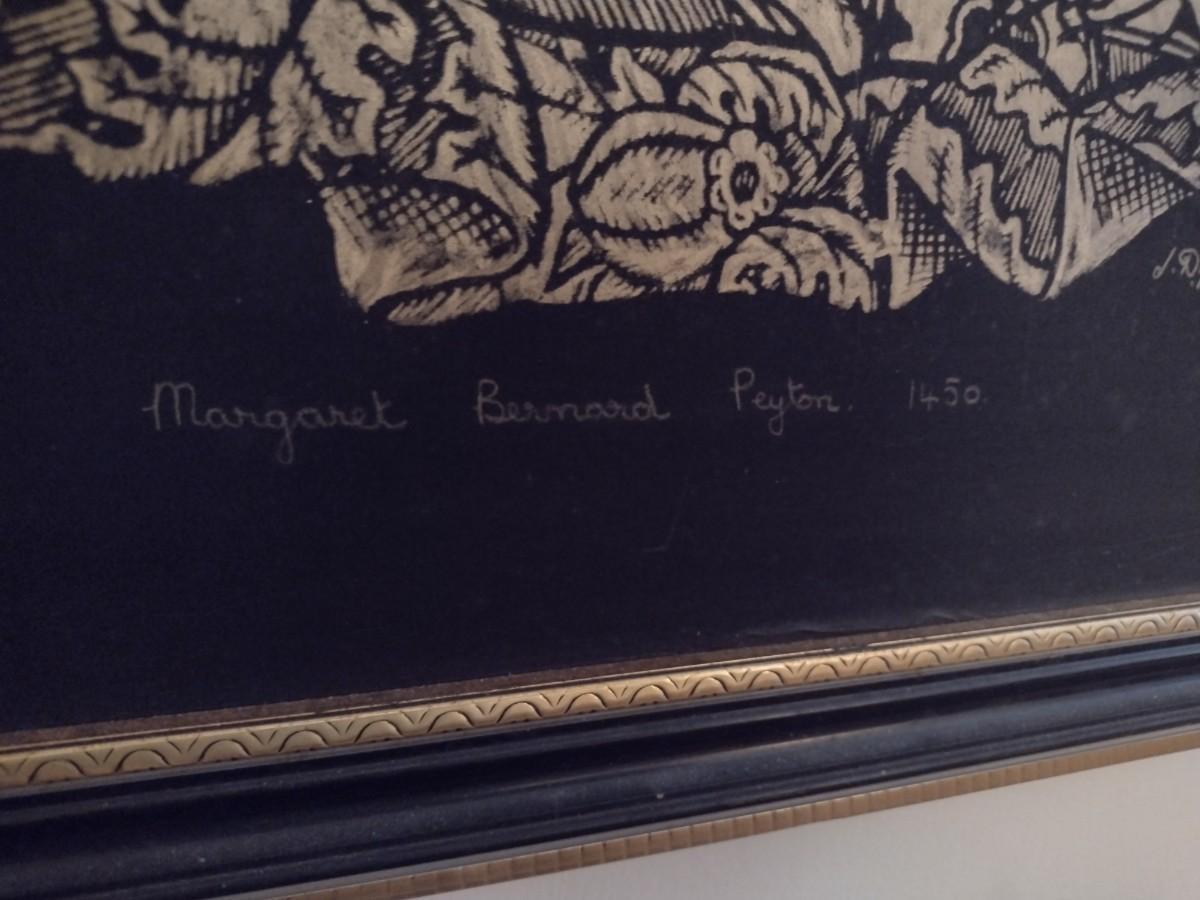 J. D
Margaret Bernard Peyton. 1450.